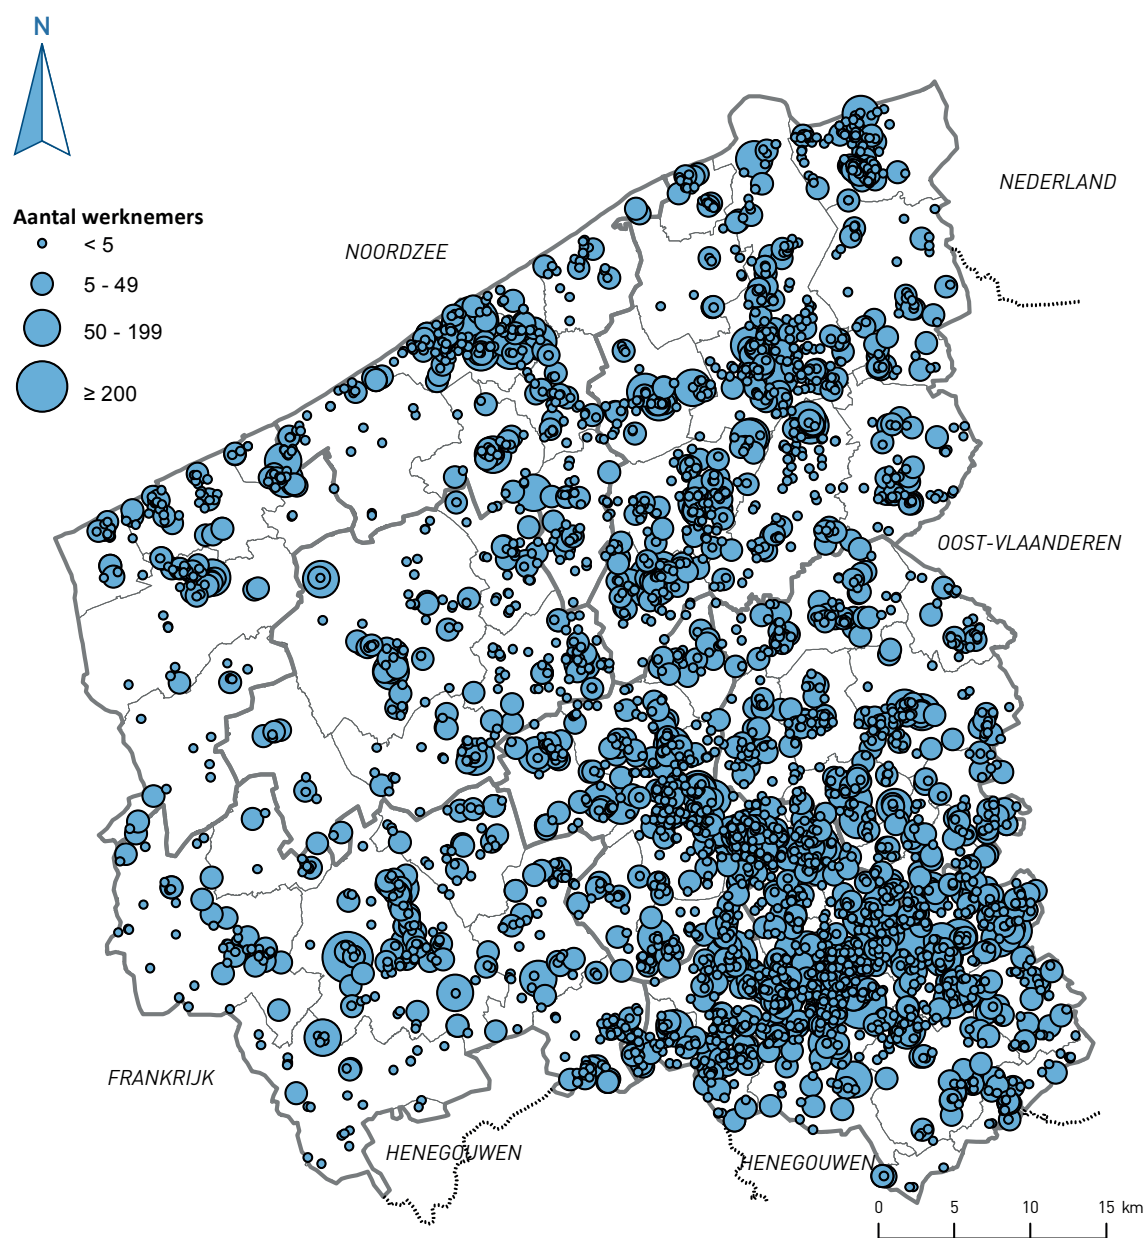 N
Aantal werknemers
< 5
5 - 49
50 - 199
≥ 200
NOORDZEE
NEDERLAND
OOST-VLAANDEREN
FRANKRIJK
HENEGOUWEN
HENEGOUWEN
0 5 10 15 km